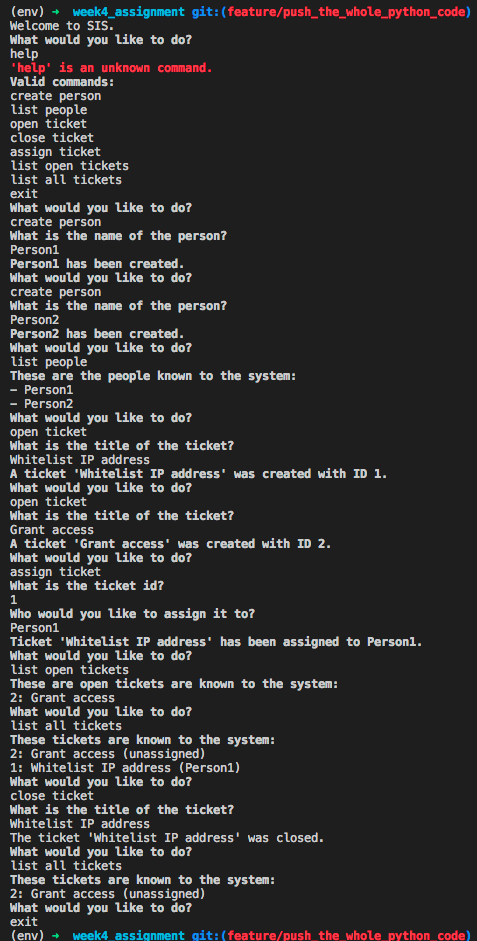 (env) ➜  week4_assignment git:(feature/push_the_whole_python_code)
Welcome to SIS.
What would you like to do?
help
'help' is an unknown command.
Valid commands:
create person
list people
open ticket
close ticket
assign ticket
list open tickets
list all tickets
exit
What would you like to do?
create person
What is the name of the person?
Person1
Person1 has been created.
What would you like to do?
create person
What is the name of the person?
Person2
Person2 has been created.
What would you like to do?
list people
These are the people known to the system:
- Person1
- Person2
What would you like to do?
open ticket
What is the title of the ticket?
Whitelist IP address
A ticket 'Whitelist IP address' was created with ID 1.
What would you like to do?
open ticket
What is the title of the ticket?
Grant access
A ticket 'Grant access' was created with ID 2.
What would you like to do?
assign ticket
What is the ticket id?
1
Who would you like to assign it to?
Person1
Ticket 'Whitelist IP address' has been assigned to Person1.
What would you like to do?
list open tickets
These are open tickets are known to the system:
2: Grant access
What would you like to do?
list all tickets
These tickets are known to the system:
2: Grant access (unassigned)
1: Whitelist IP address (Person1)
What would you like to do?
close ticket
What is the title of the ticket?
Whitelist IP address
The ticket 'Whitelist IP address' was closed.
What would you like to do?
list all tickets
These tickets are known to the system:
2: Grant access (unassigned)
What would you like to do?
exit
(env) ➜  week4_assignment git:(feature/push_the_whole_python_code)